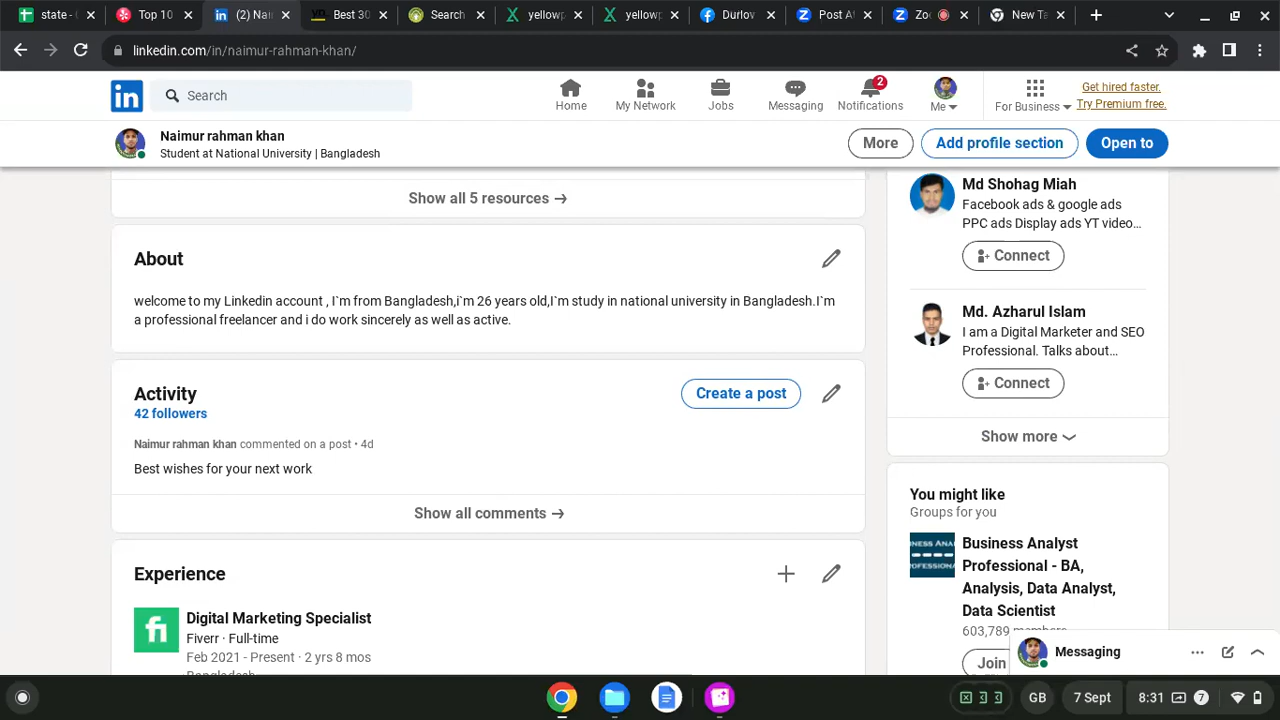 state - (
Top 10
(2) Nai
Best 30
Search
yellowp
yellowp
Durlov
Post Af
Zo
New Ta
linkedin.com/in/naimur-rahman-khan/
Search
Home
My Network
Jobs
Messaging
2
Notifications
Me
For Business
Get hired faster.
Try Premium free.
Naimur rahman khan
Student at National University | Bangladesh
More
Add profile section
Open to
Show all 5 resources →
About
welcome to my Linkedin account , I`m from Bangladesh,i`m 26 years old,I`m study in national university in Bangladesh.I`m
a professional freelancer and i do work sincerely as well as active.
Activity
42 followers
Create a post
Naimur rahman khan commented on a post • 4d
Best wishes for your next work
Show all comments →
Experience
Digital Marketing Specialist
Fiverr · Full-time
Feb 2021 - Present · 2 yrs 8 mos
Bangladesh
Md Shohag Miah
Facebook ads & google ads
PPC ads Display ads YT video…
Connect
Md. Azharul Islam
I am a Digital Marketer and SEO
Professional. Talks about…
Connect
Show more
You might like
Groups for you
Business Analyst
Professional - BA,
Analysis, Data Analyst,
Data Scientist
603,789 members
Join
Messaging
GB
7 Sept
8:31
7